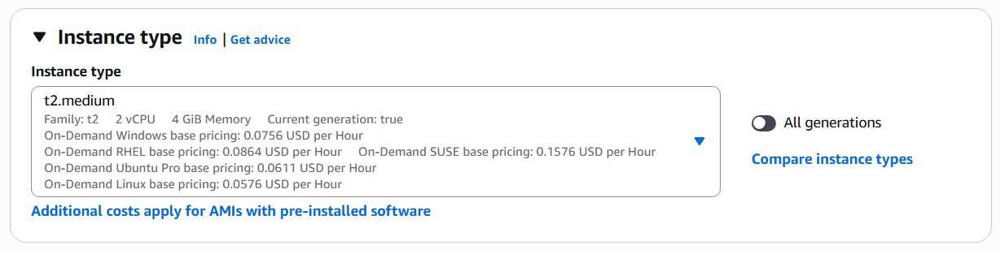 Instance type Info | Get advice
Instance type
t2.medium
Family: t2 2 vCPU 4 GiB Memory Current generation: true
On-Demand Windows base pricing: 0.0756 USD per Hour
On-Demand RHEL base pricing: 0.0864 USD per Hour On-Demand SUSE base pricing: 0.1576 USD per Hour
On-Demand Ubuntu Pro base pricing: 0.0611 USD per Hour
On-Demand Linux base pricing: 0.0576 USD per Hour
All generations
Compare instance types
Additional costs apply for AMIs with pre-installed software